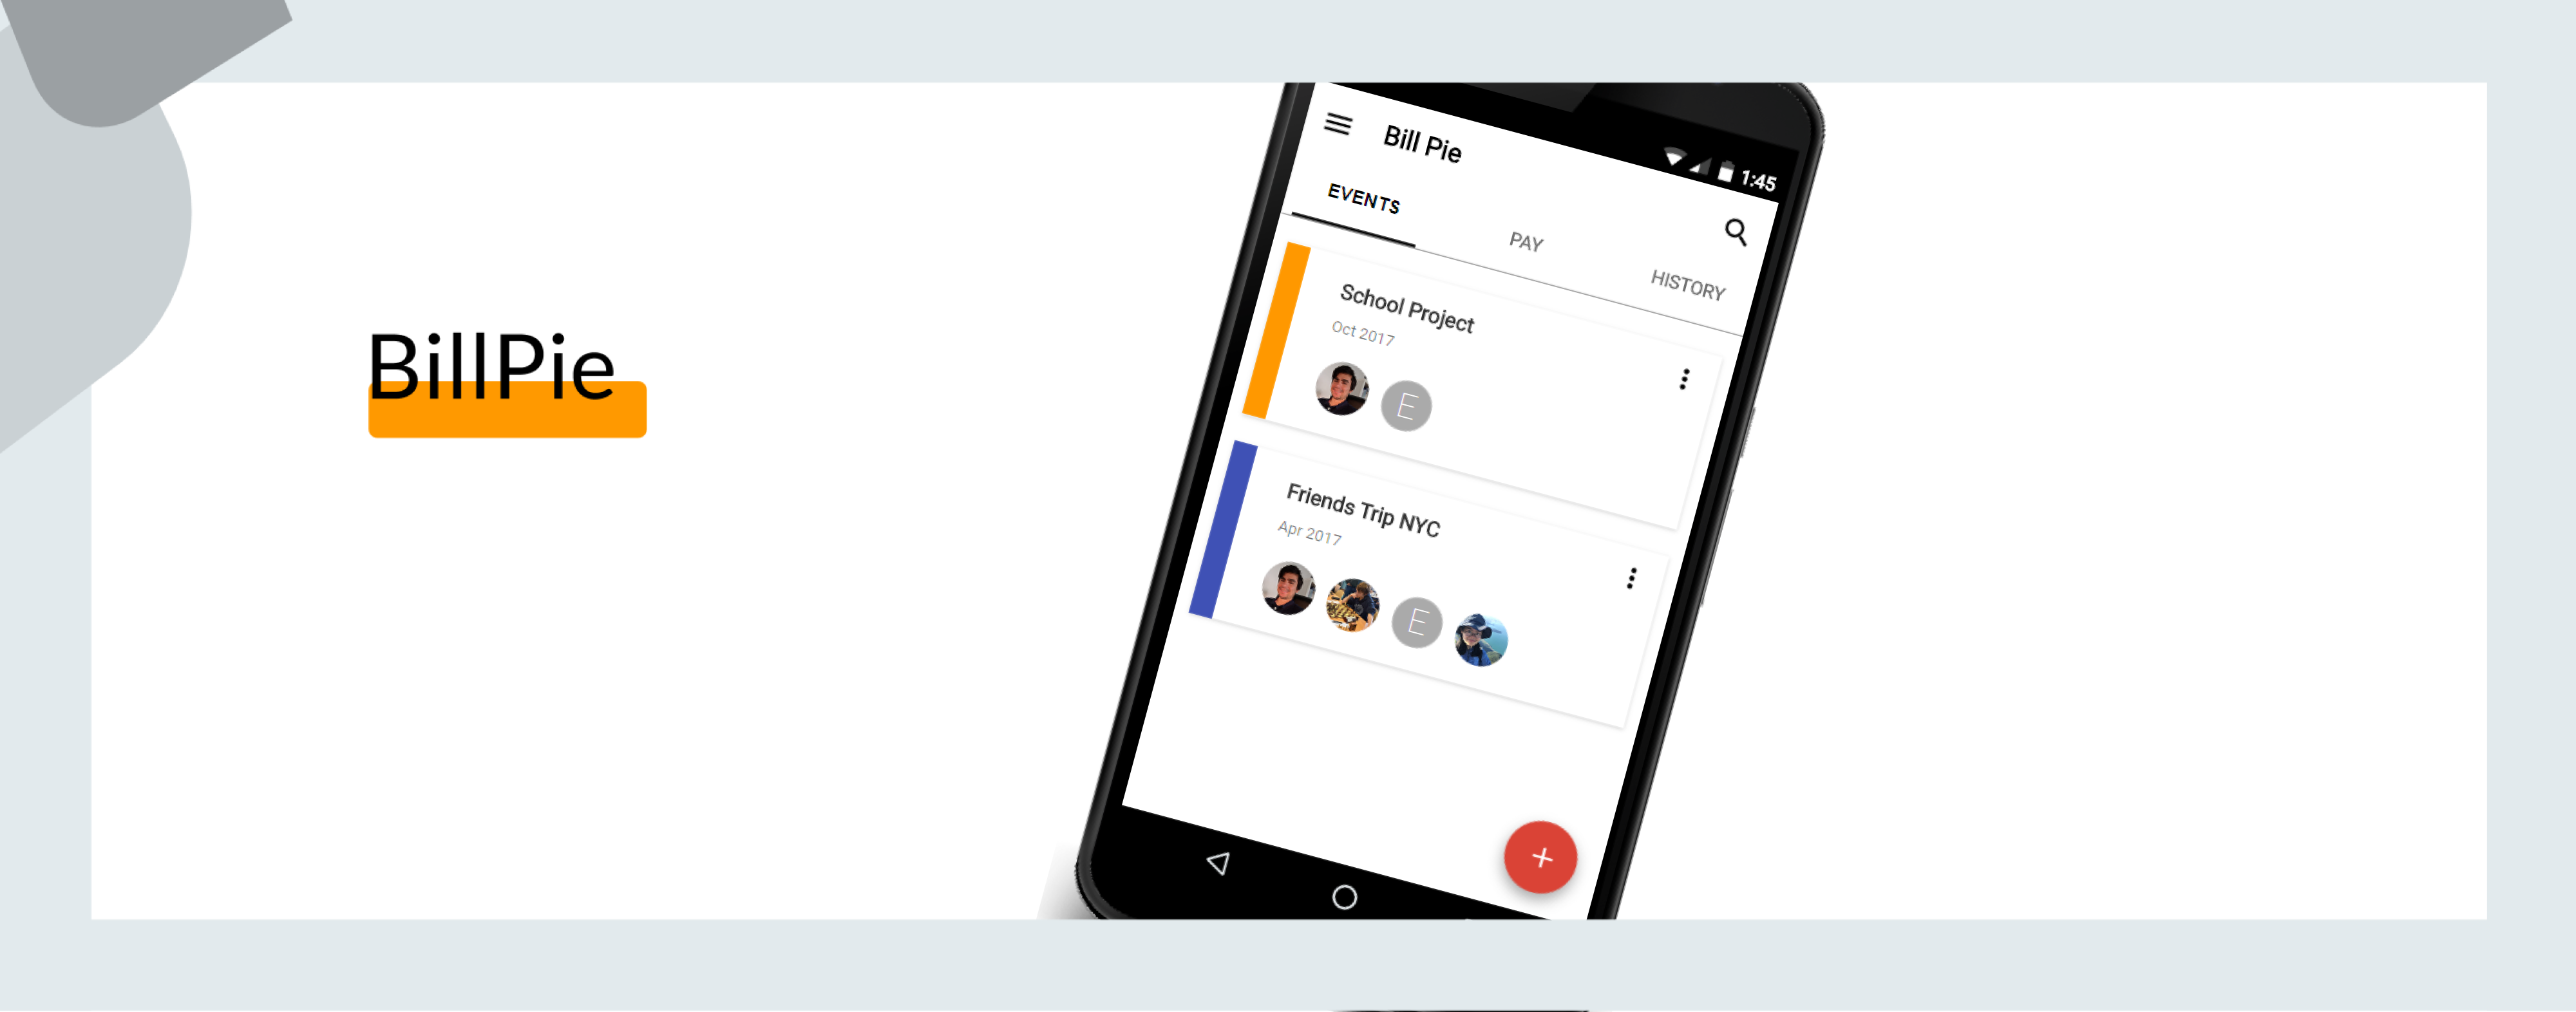 BillPie
1:45
Bill Pie
EVENTS
PAY
HISTORY
School Project
Oct 2017
E
Friends Trip NYC
Apr 2017
E